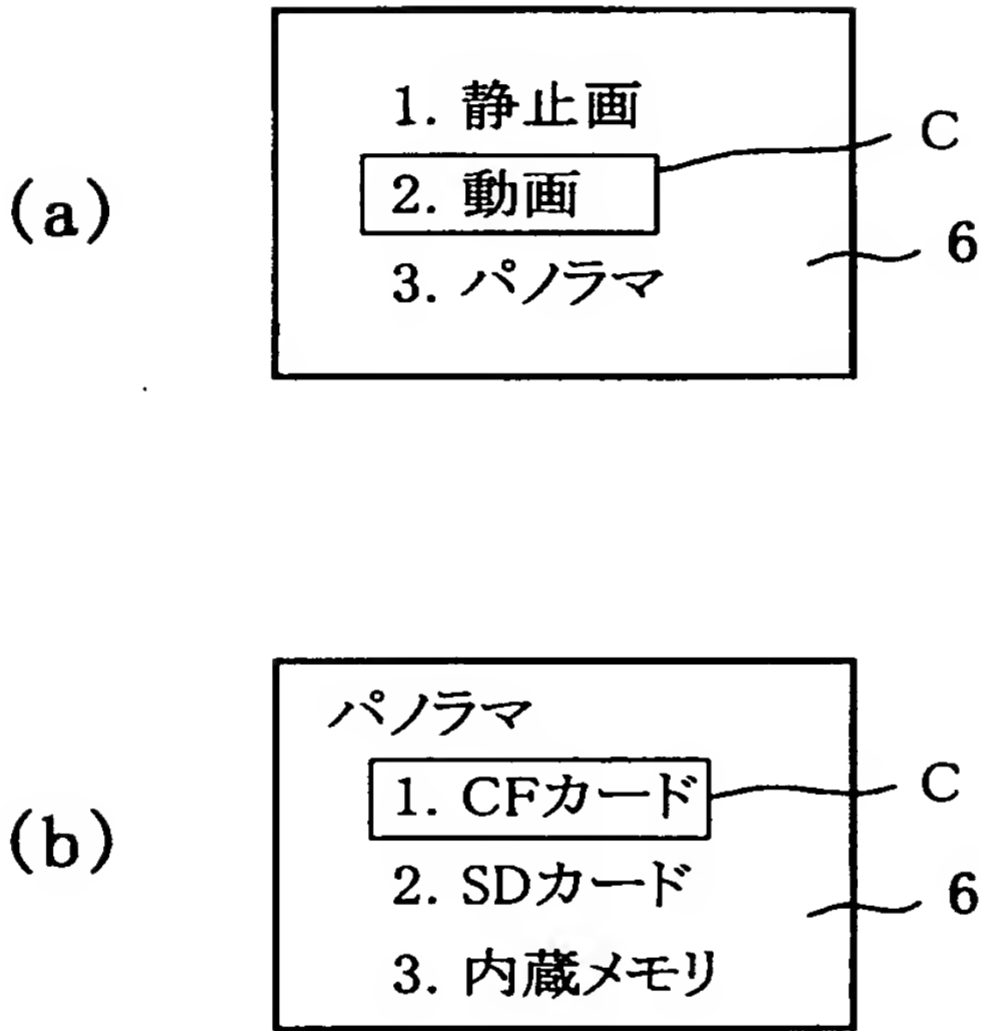 1. 静止画
C
(a)
2. 動画
6
3. パノラマ
パノラマ
1. CFカード
C
(b)
2. SDカード
6
3. 内蔵メモリ